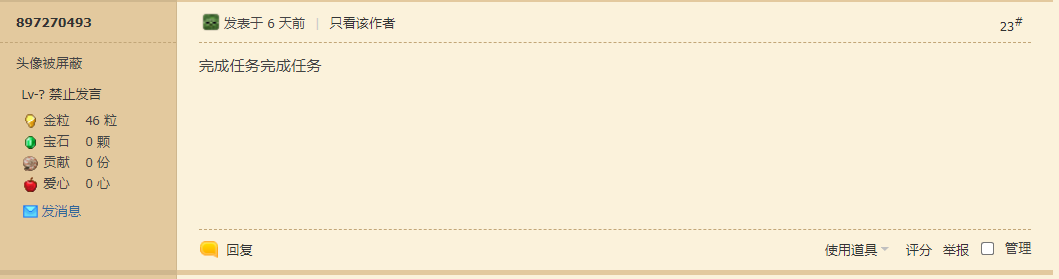 897270493
头像被屏蔽
Lv-? 禁止发言
金粒 46 粒
宝石 0 颗
贡献 0 份
爱心 0 心
发消息
发表于 6 天前 | 只看该作者
23#
完成任务完成任务
回复
使用道具 评分 举报 管理